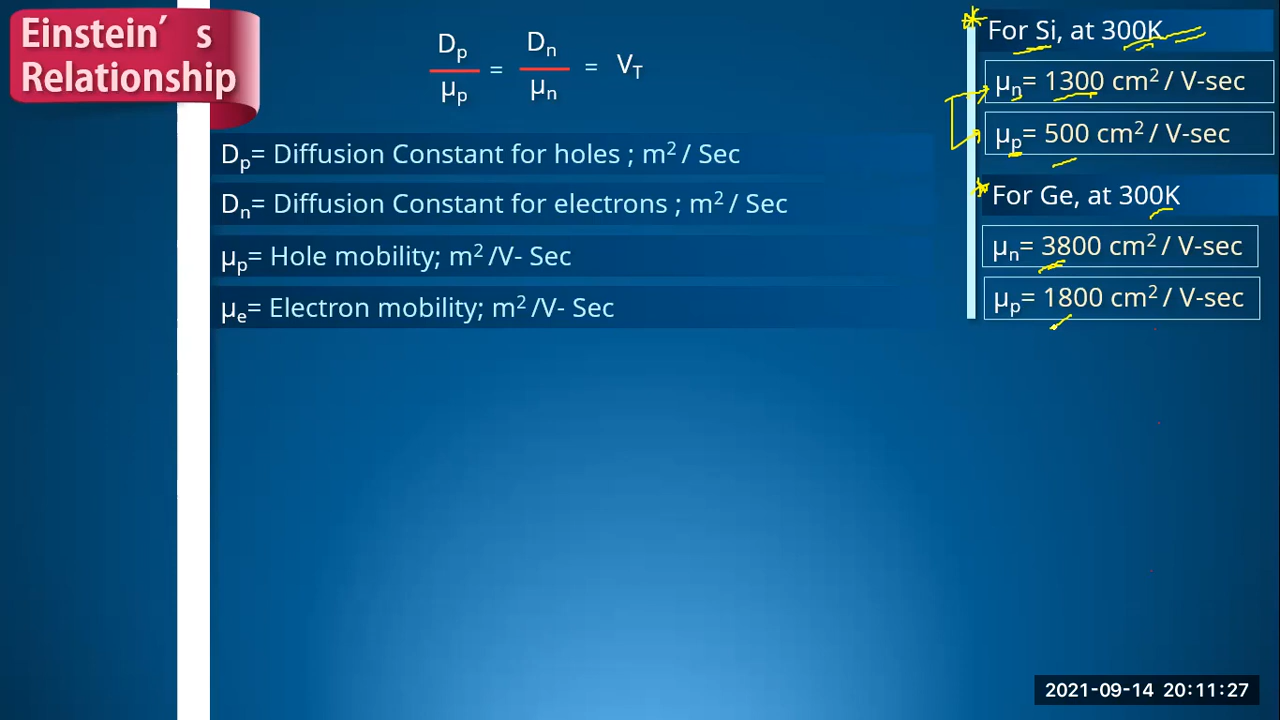 Einstein’ s
Relationship
Dp / μp = Dn / μn = VT
Dp= Diffusion Constant for holes ; m² / Sec
Dn= Diffusion Constant for electrons ; m² / Sec
μp= Hole mobility; m² /V- Sec
μe= Electron mobility; m² /V- Sec
For Si, at 300K
μn= 1300 cm² / V-sec
μp= 500 cm² / V-sec
For Ge, at 300K
μn= 3800 cm² / V-sec
μp= 1800 cm² / V-sec
2021-09-14 20:11:27